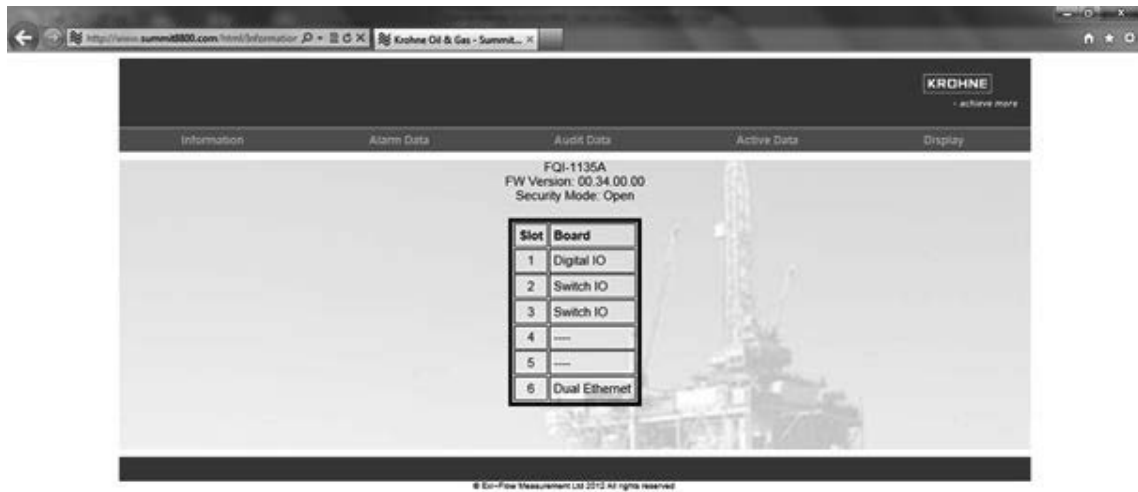 http://www.summit8800.com/html/Informatior
Krohne Oil & Gas - Summit...
KROHNE
- achieve more
Information Alarm Data Audit Data Active Data Display
FQI-1135A
FW Version: 00.34.00.00
Security Mode: Open
Slot Board
1 Digital IO
2 Switch IO
3 Switch IO
4 ----
5 ----
6 Dual Ethernet
© Exi-Flow Measurement Ltd 2012 All rights reserved